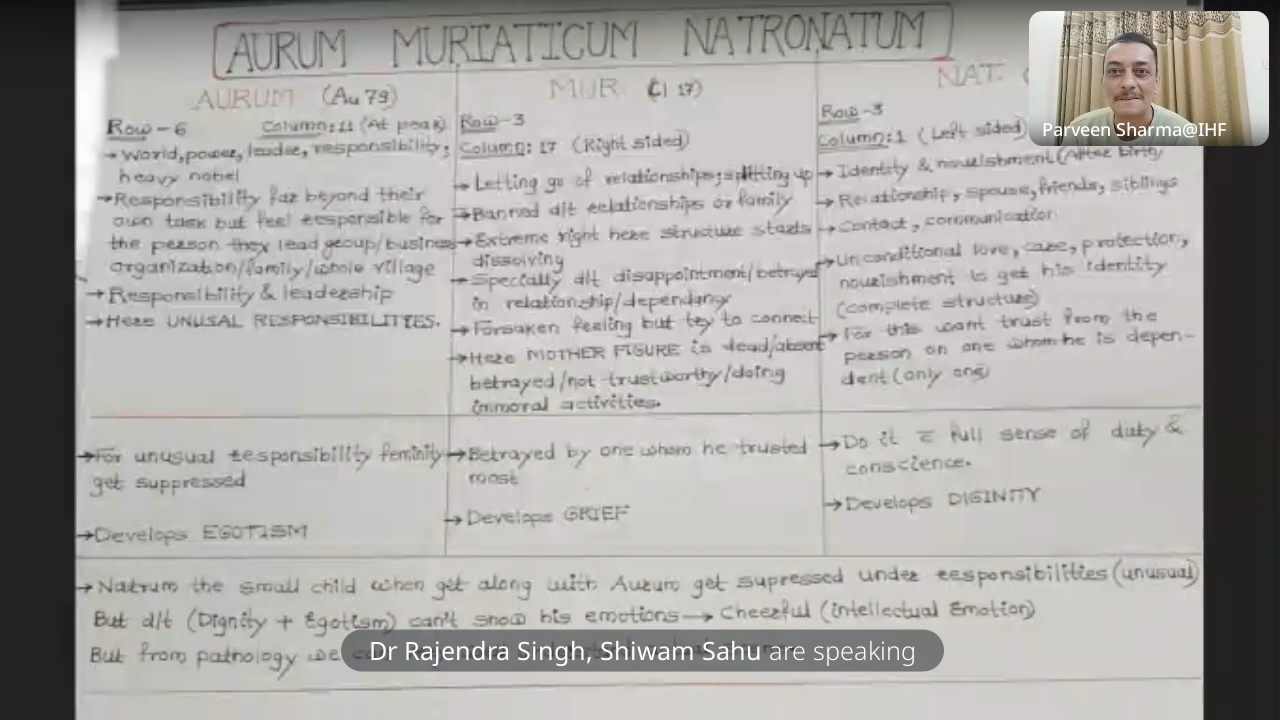 AURUM MURIATICUM NATRONATUM
AURUM (Au 79)
Row-6 Column:11 (At peak)
→ World, power, leader, responsibility,
heavy nobel
→ Responsibility far beyond their
own task but feel responsible for
the person they lead group/business
organization/family/whole village
→ Responsibility & leadership
→ Here UNUSAL RESPONSIBILITIES.
MUR (Cl 17)
Row-3
Column: 17 (Right sided)
→ Letting go of relationships; splitting up
→ Banned d/t relationships or family
→ Extreme right here structure starts
dissolving
→ Specially d/t disappointment/betrayed
in relationship/dependancy
→ Forsaken feeling but try to connect
→ Here MOTHER FIGURE is dead/absent
betrayed/not trustworthy/doing
immoral activities.
NAT. (
Row-3
Column:1 (Left sided)
→ Identity & nourishment (After birth)
→ Relationship, spouse, friends, siblings
→ Contact, communication
→ Unconditional love, care, protection,
nourishment to get his identity
(complete structure)
→ For this want trust from the
person on one whom he is depen-
dent (only one)
→ For unusual responsibility feminity
get suppressed
→ Develops EGOTISM
→ Betrayed by one whom he trusted
most
→ Develops GRIEF
→ Do it c̄ full sense of duty &
conscience.
→ Develops DIGINITY
→ Natrum the small child when get along with Aurum get supressed under responsibilities (unusual)
But d/t (Dignity + Egotism) can't show his emotions → Cheerful (intellectual Emotion)
But from pathology we
Parveen Sharma@IHF
Dr Rajendra Singh, Shiwam Sahu are speaking